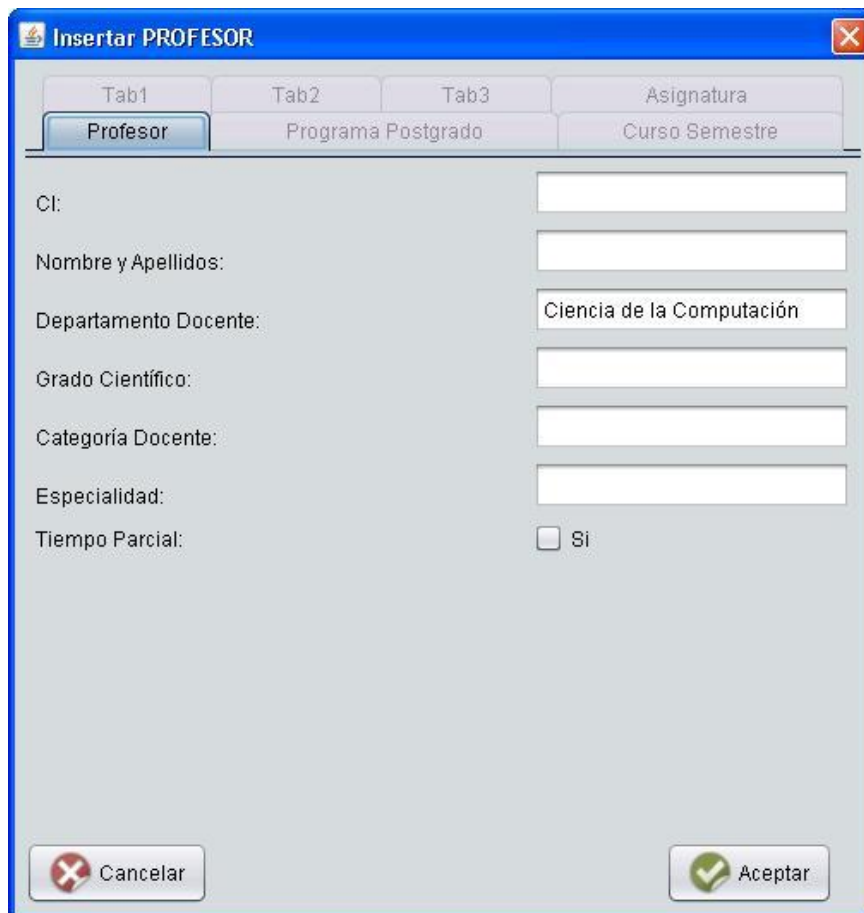 Insertar PROFESOR
Tab1 Tab2 Tab3 Asignatura
Profesor Programa Postgrado Curso Semestre
CI:
Nombre y Apellidos:
Departamento Docente: Ciencia de la Computación
Grado Científico:
Categoría Docente:
Especialidad:
Tiempo Parcial: Si
Cancelar Aceptar